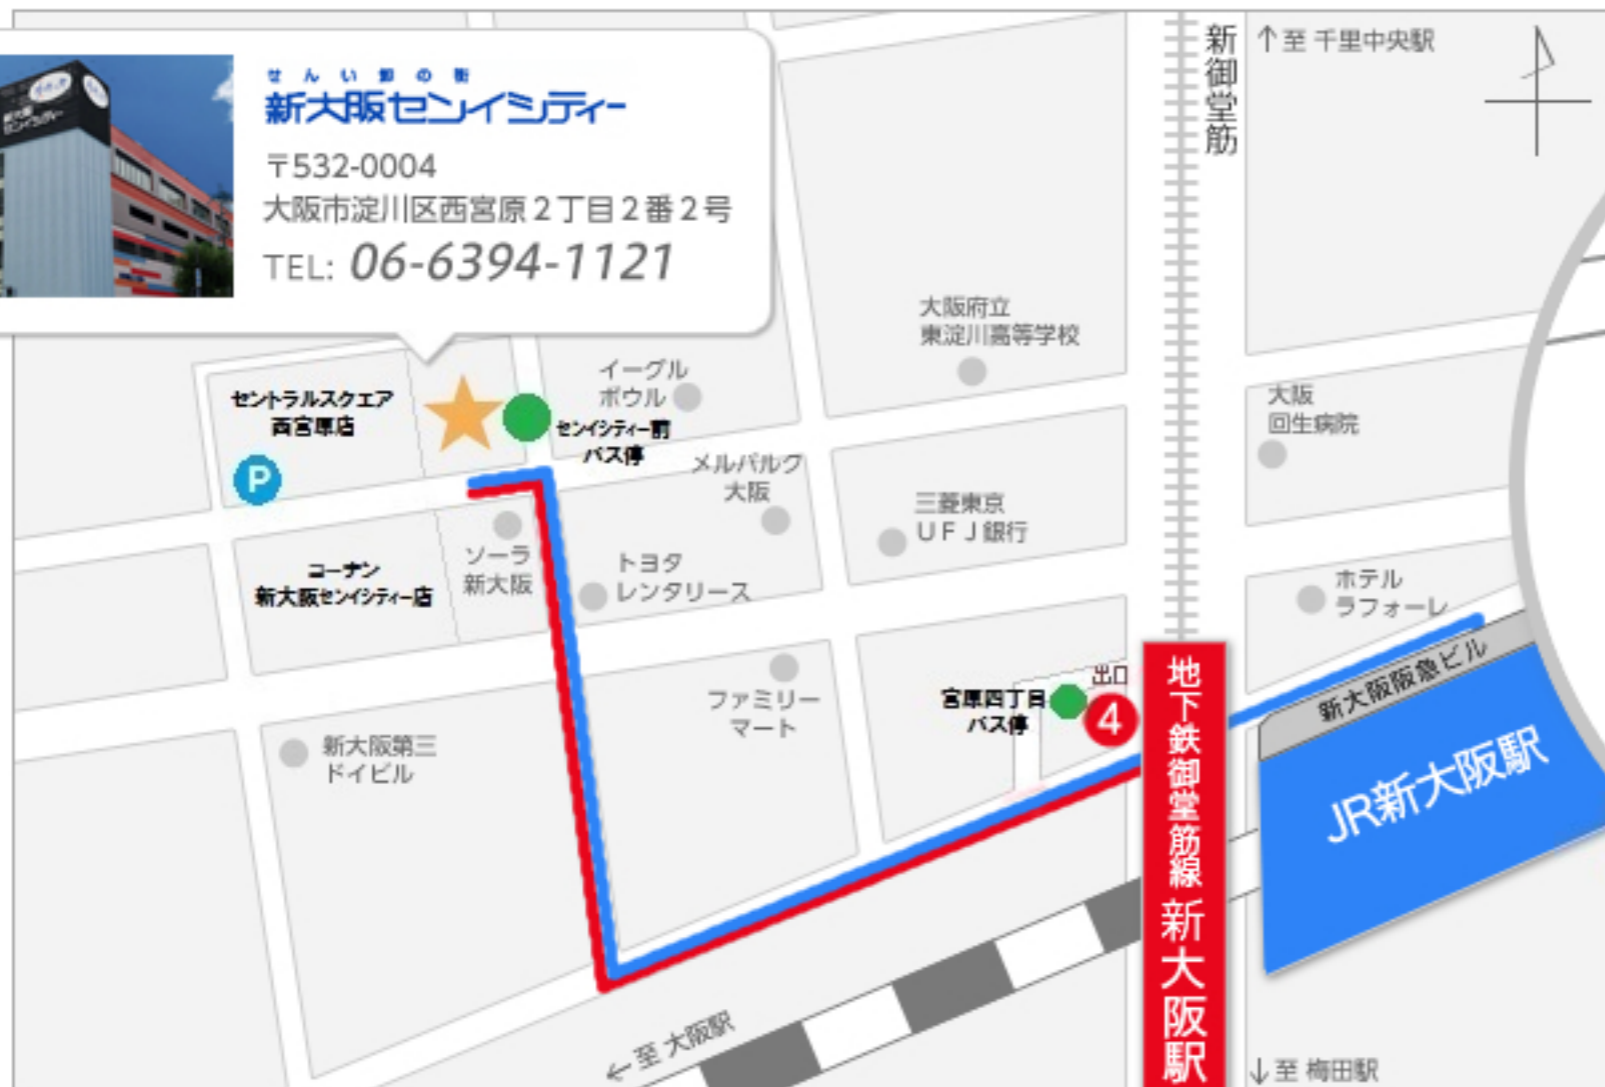 せんい卸の街
新大阪センイシティー
〒532-0004
大阪市淀川区西宮原2丁目2番2号
TEL: 06-6394-1121
新大阪
センイシティー
新御堂筋
↑至 千里中央駅
大阪府立
東淀川高等学校
イーグル
ボウル
セントラルスクエア
西宮原店
P
センイシティー前
バス停
大阪
回生病院
メルパルク
大阪
三菱東京
UFJ銀行
ソーラ
新大阪
トヨタ
レンタリース
コーナン
新大阪センイシティー店
ホテル
ラフォーレ
出口
4
宮原四丁目
バス停
ファミリー
マート
新大阪第三
ドイビル
地下鉄御堂筋線 新大阪駅
新大阪阪急ビル
JR新大阪駅
←至 大阪駅
↓至 梅田駅